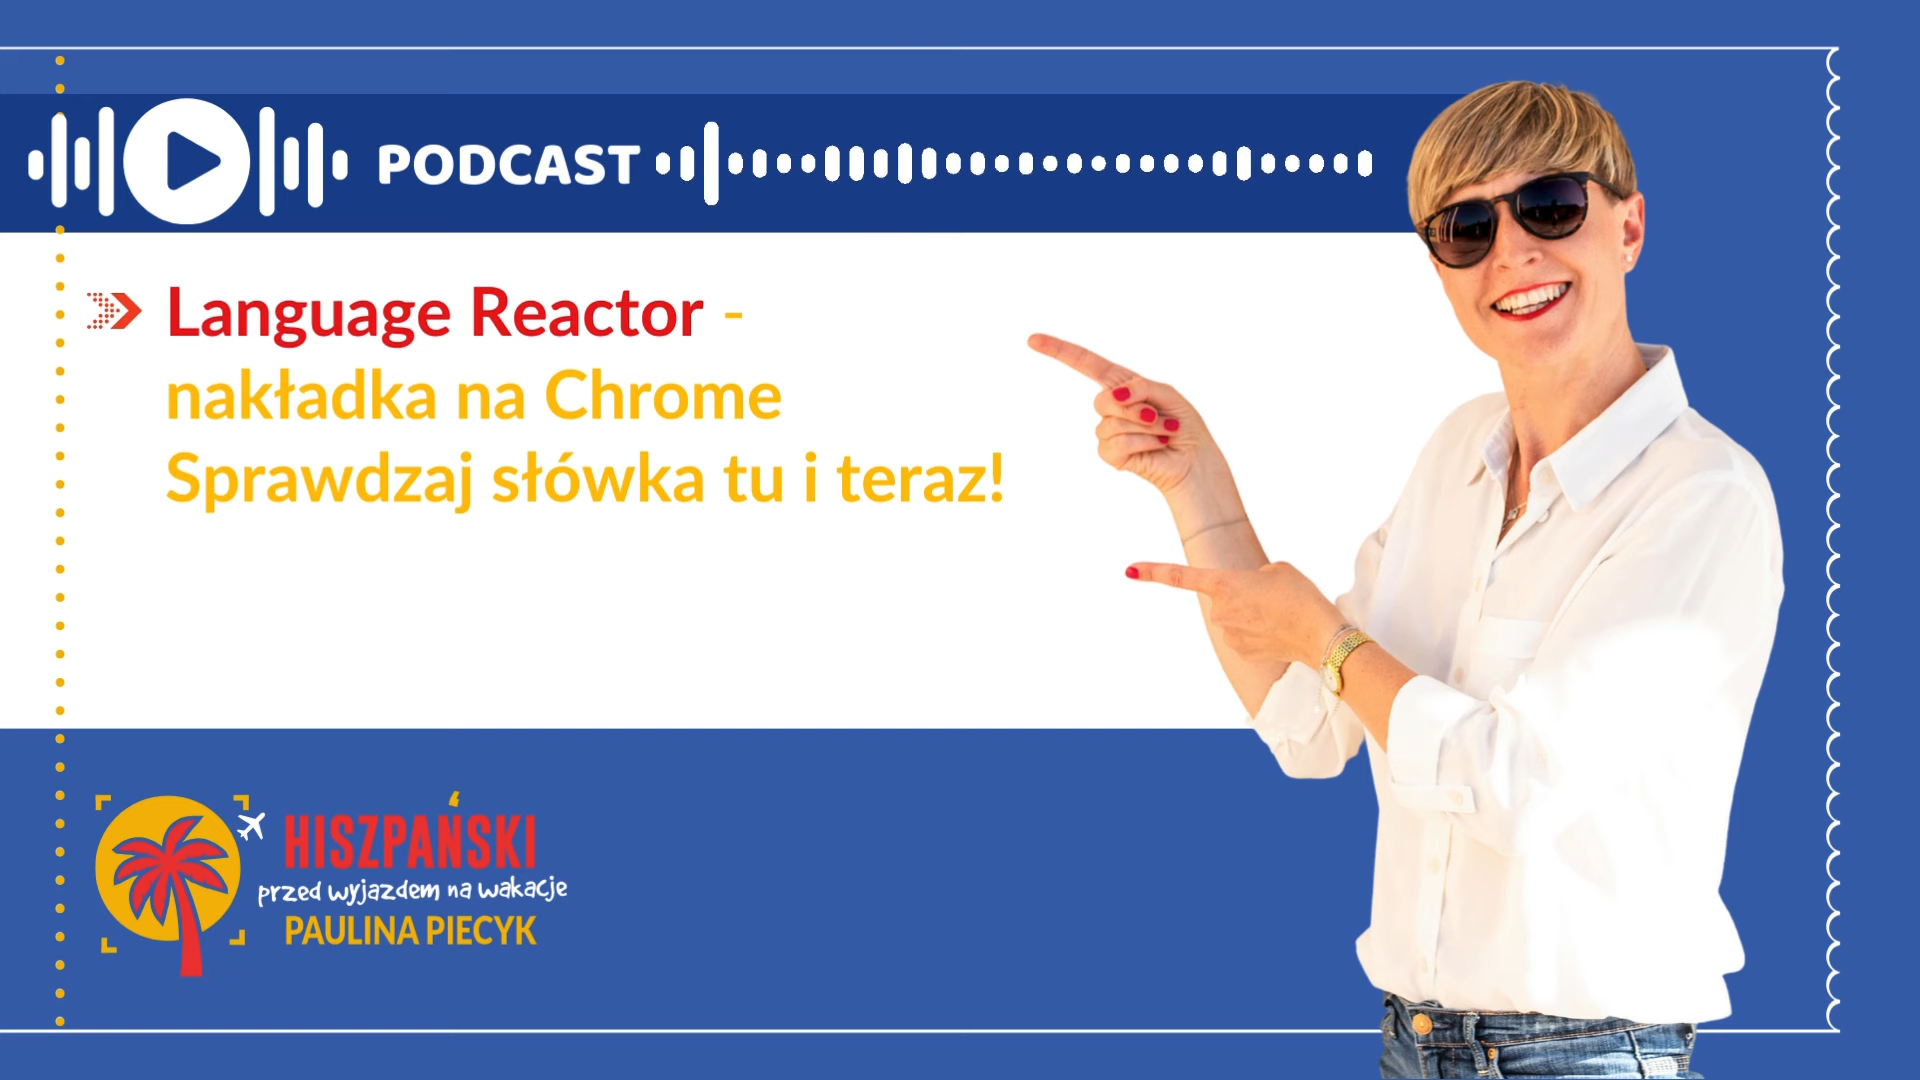 PODCAST
Language Reactor -
nakładka na Chrome
Sprawdzaj słówka tu i teraz!
HISZPAŃSKI
przed wyjazdem na wakacje
PAULINA PIECYK